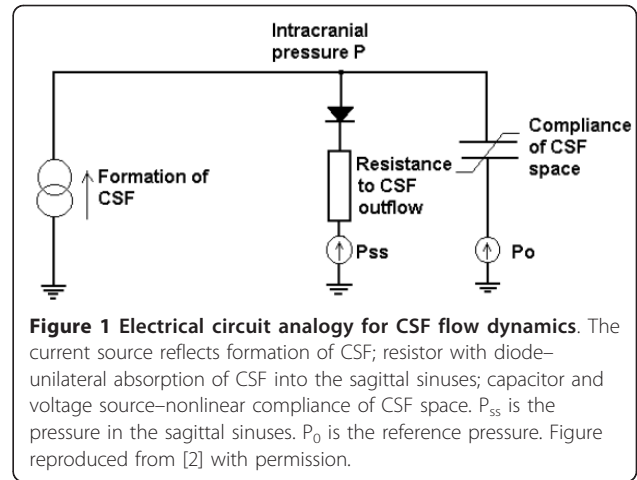 Intracranial
pressure P
Formation of
CSF
Resistance
to CSF
outflow
Compliance
of CSF
space
Pss
Po
Figure 1 Electrical circuit analogy for CSF flow dynamics. The
current source reflects formation of CSF; resistor with diode–
unilateral absorption of CSF into the sagittal sinuses; capacitor and
voltage source–nonlinear compliance of CSF space. Pss is the
pressure in the sagittal sinuses. P0 is the reference pressure. Figure
reproduced from [2] with permission.